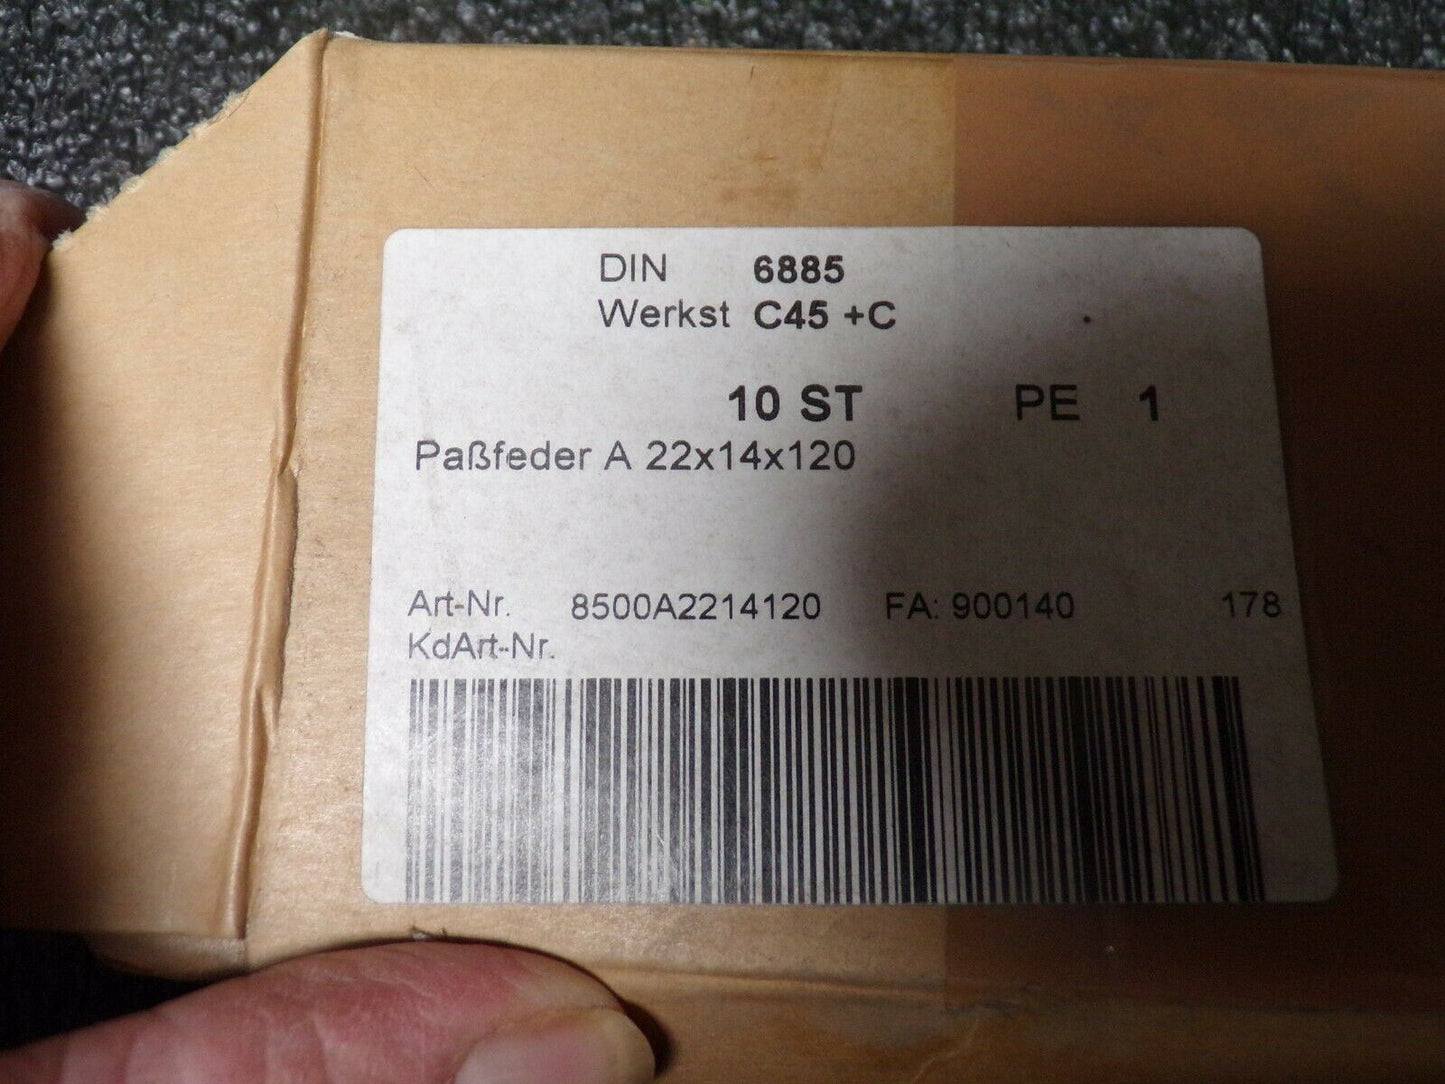 DIN 6885
Werkst C45 +C
10 ST PE 1
Paßfeder A 22x14x120
Art-Nr. 8500A2214120 FA: 900140 178
KdArt-Nr.